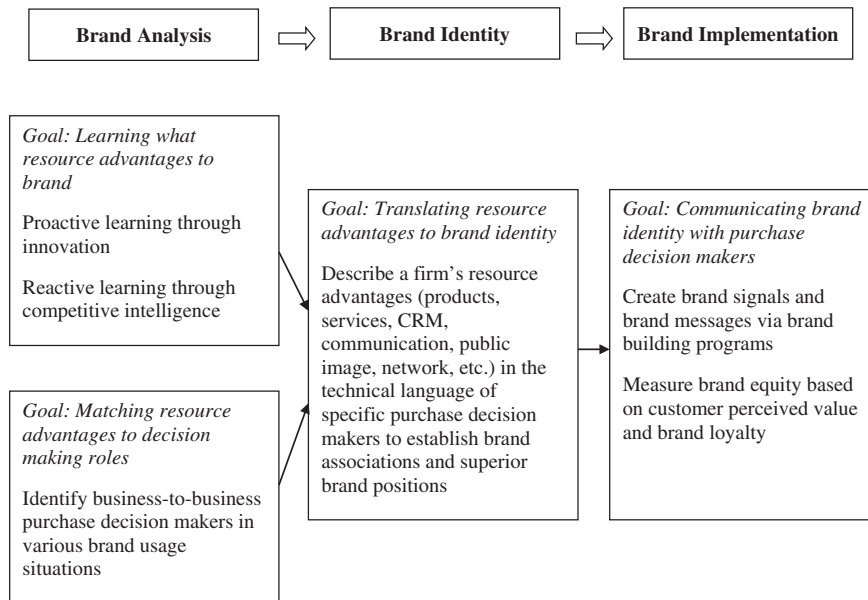 Brand Analysis
Brand Identity
Brand Implementation
Goal: Learning what
resource advantages to
brand
Proactive learning through
innovation
Reactive learning through
competitive intelligence
Goal: Matching resource
advantages to decision
making roles
Identify business-to-business
purchase decision makers in
various brand usage
situations
Goal: Translating resource
advantages to brand identity
Describe a firm's resource
advantages (products,
services, CRM,
communication, public
image, network, etc.) in the
technical language of
specific purchase decision
makers to establish brand
associations and superior
brand positions
Goal: Communicating brand
identity with purchase
decision makers
Create brand signals and
brand messages via brand
building programs
Measure brand equity based
on customer perceived value
and brand loyalty